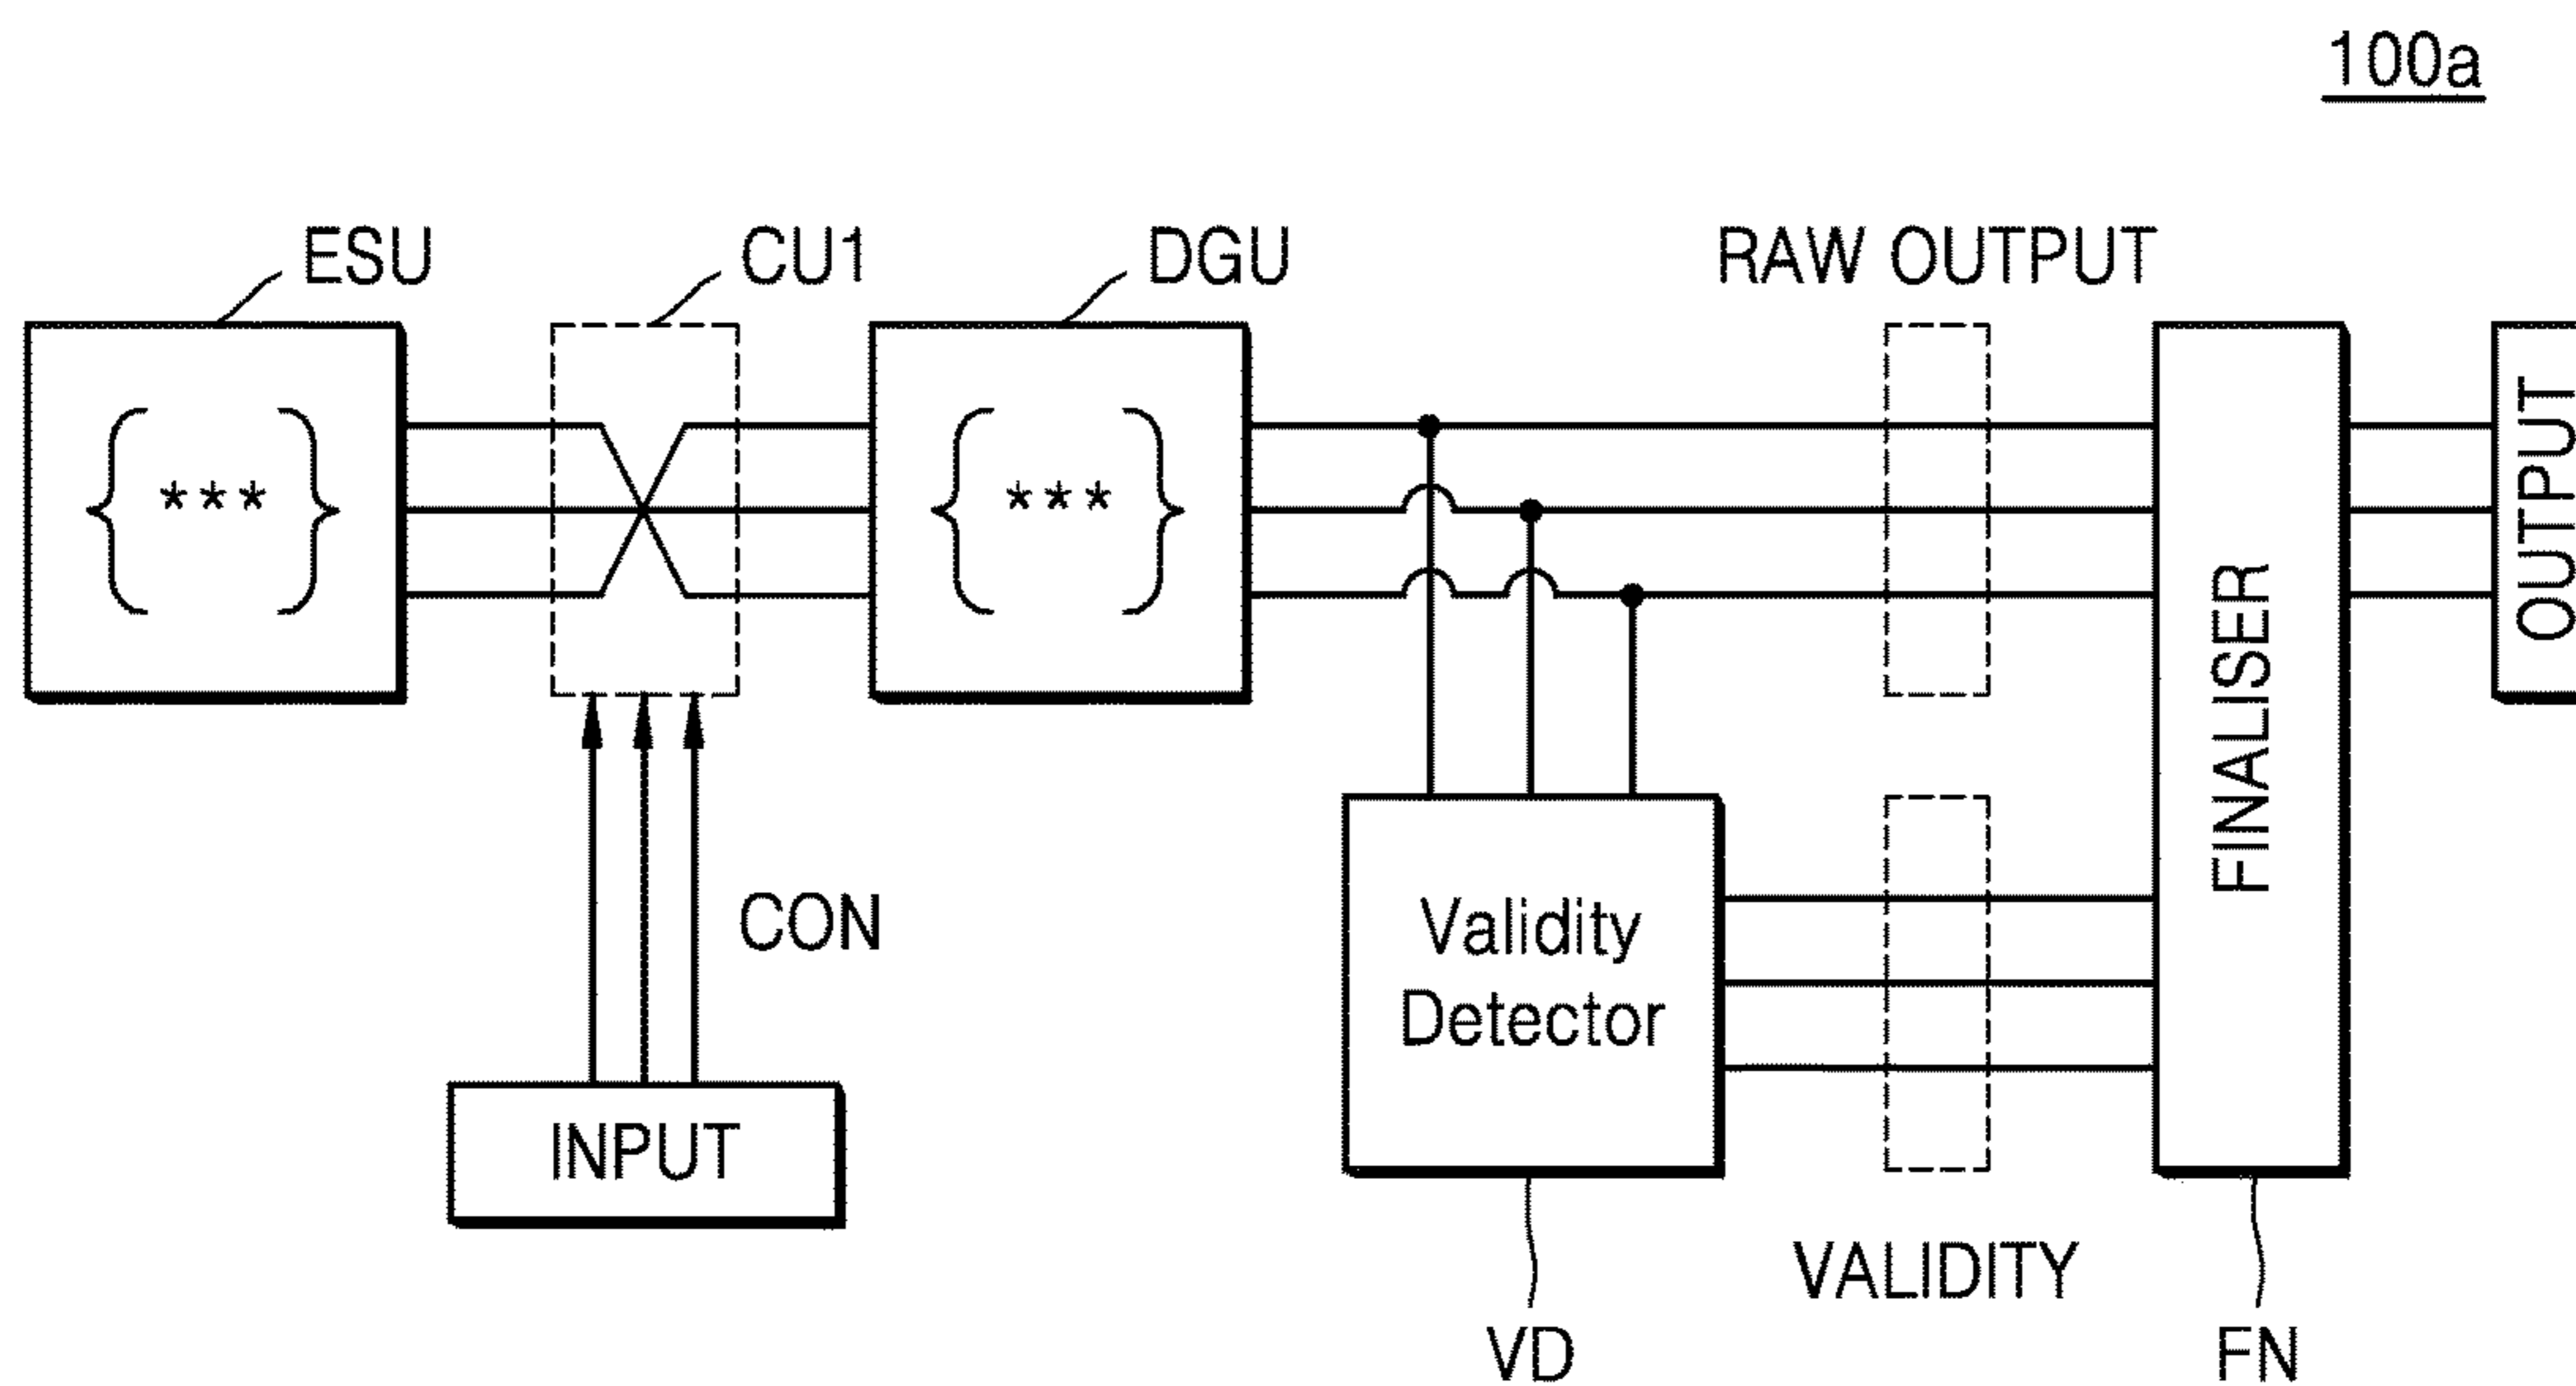 100a
ESU
CU1
DGU
RAW OUTPUT
{***}
{***}
OUTPUT
FINALISER
CON
Validity
Detector
INPUT
VALIDITY
VD
FN